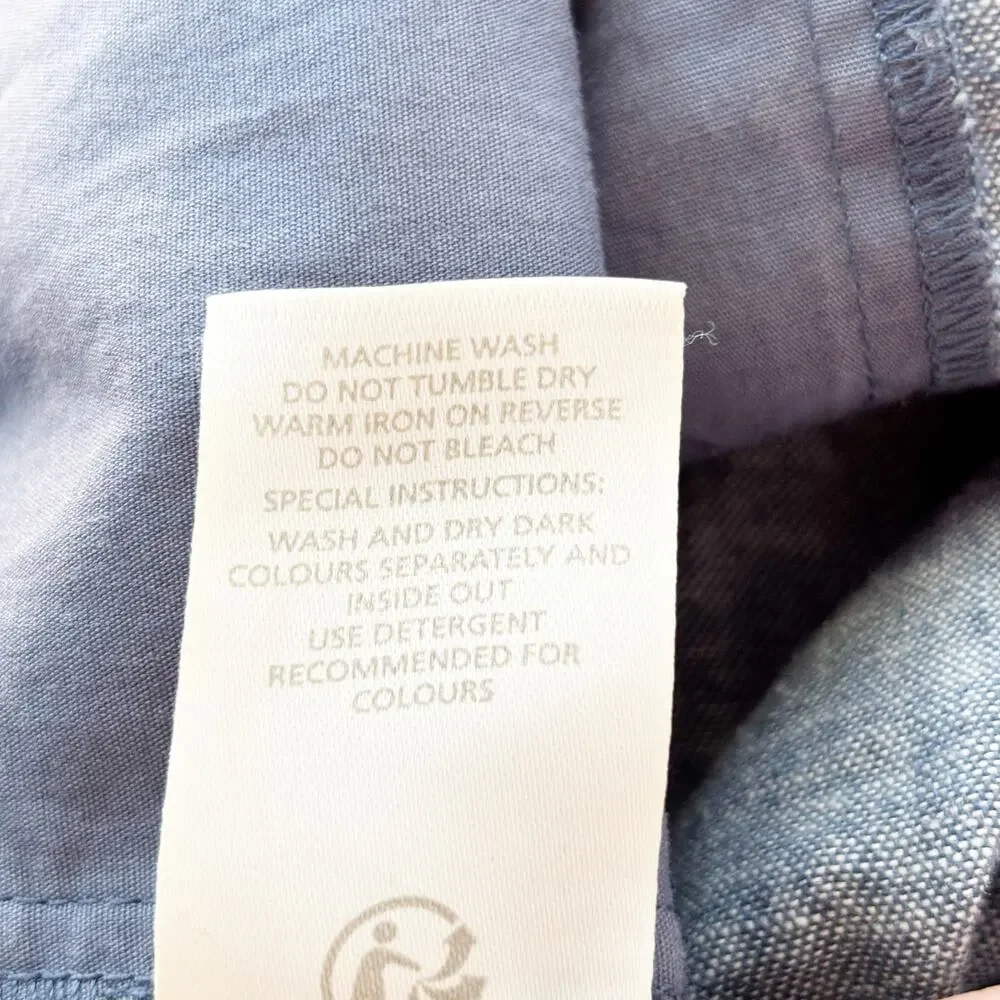 MACHINE WASH
DO NOT TUMBLE DRY
WARM IRON ON REVERSE
DO NOT BLEACH
SPECIAL INSTRUCTIONS:
WASH AND DRY DARK
COLOURS SEPARATELY AND
INSIDE OUT
USE DETERGENT
RECOMMENDED FOR
COLOURS